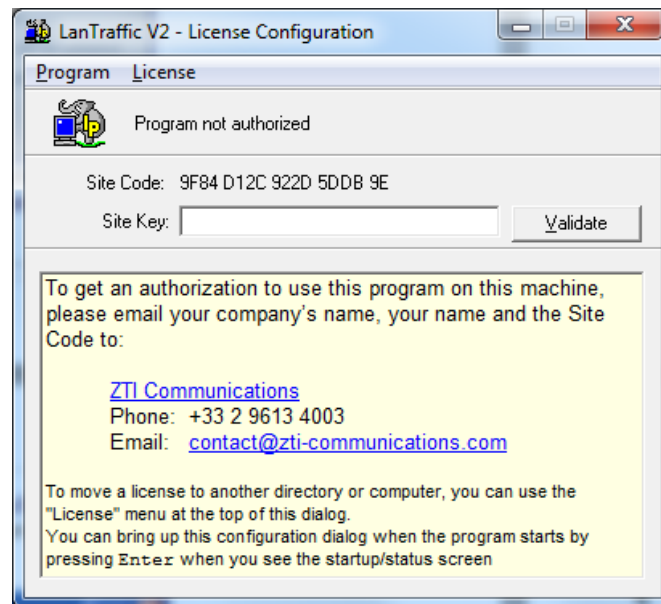 LanTraffic V2 - License Configuration
Program License
Program not authorized
Site Code: 9F84 D12C 922D 5DDB 9E
Site Key:
Validate
To get an authorization to use this program on this machine,
please email your company's name, your name and the Site
Code to:
ZTI Communications
Phone: +33 2 9613 4003
Email: contact@zti-communications.com
To move a license to another directory or computer, you can use the
"License" menu at the top of this dialog.
You can bring up this configuration dialog when the program starts by
pressing Enter when you see the startup/status screen